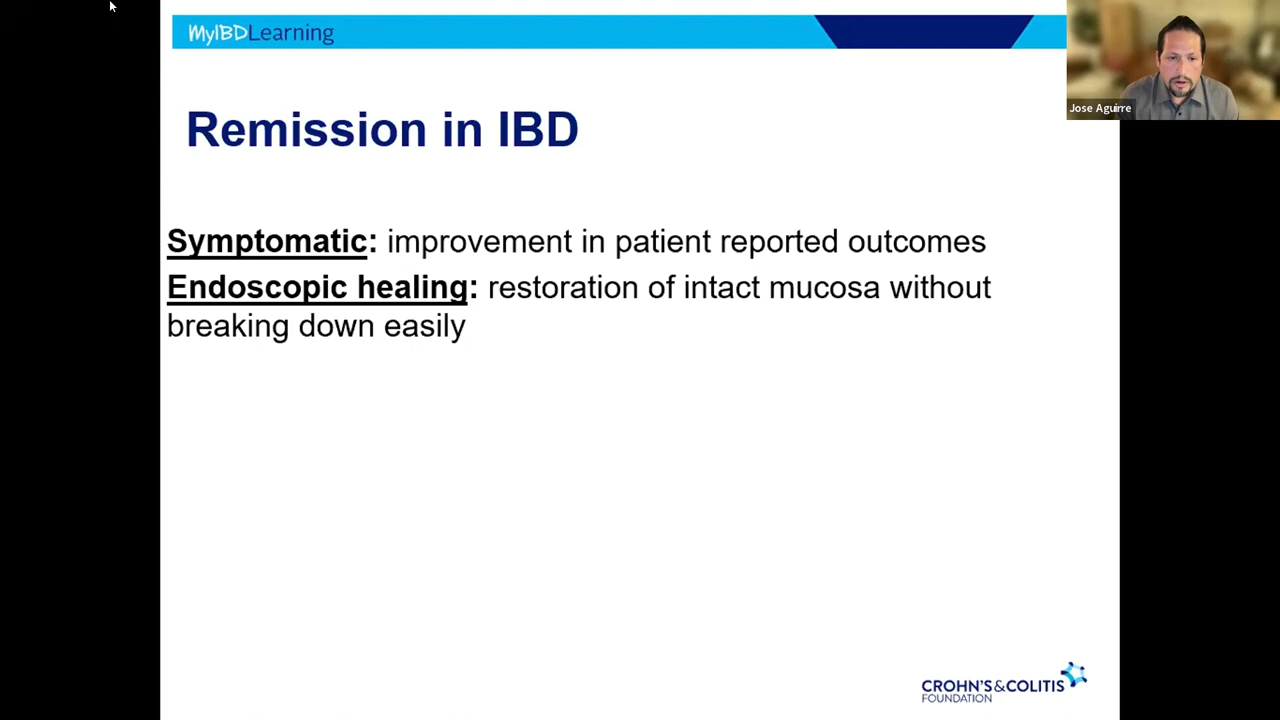 MyIBDLearning
Jose Aguirre
Remission in IBD
Symptomatic: improvement in patient reported outcomes
Endoscopic healing: restoration of intact mucosa without
breaking down easily
CROHN'S & COLITIS
FOUNDATION